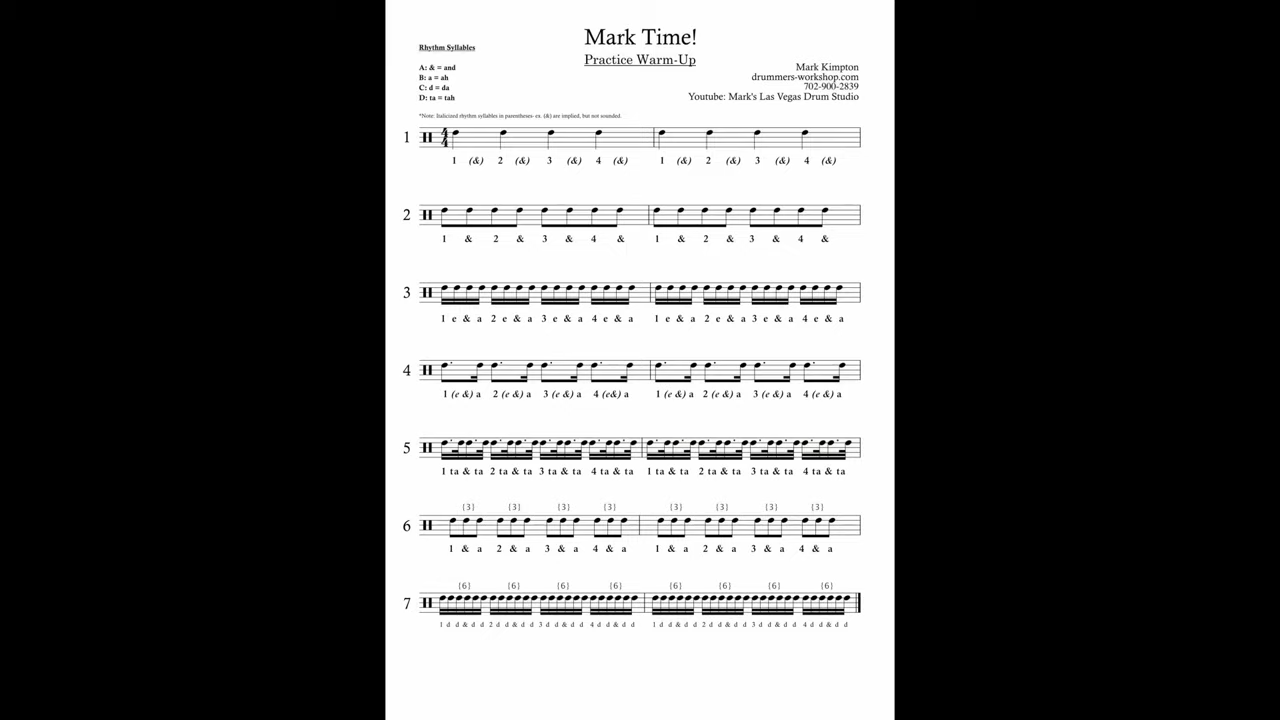 Mark Time!
Practice Warm-Up
Rhythm Syllables
A: & = and
B: a = ah
C: d = da
D: ta = tah
Mark Kimpton
drummers-workshop.com
702-900-2839
Youtube: Mark's Las Vegas Drum Studio
*Note: Italicized rhythm syllables in parentheses- ex. (&) are implied, but not sounded.
1 4 4
1 (&) 2 (&) 3 (&) 4 (&) 1 (&) 2 (&) 3 (&) 4 (&)
2
1 & 2 & 3 & 4 & 1 & 2 & 3 & 4 &
3
1 e & a 2 e & a 3 e & a 4 e & a 1 e & a 2 e & a 3 e & a 4 e & a
4
1 (e &) a 2 (e &) a 3 (e &) a 4 (e&) a 1 (e &) a 2 (e &) a 3 (e &) a 4 (e &) a
5
1 ta & ta 2 ta & ta 3 ta & ta 4 ta & ta 1 ta & ta 2 ta & ta 3 ta & ta 4 ta & ta
{3} {3} {3} {3} {3} {3} {3} {3}
6
1 & a 2 & a 3 & a 4 & a 1 & a 2 & a 3 & a 4 & a
{6} {6} {6} {6} {6} {6} {6} {6}
7
1 d d & d d 2 d d & d d 3 d d & d d 4 d d & d d 1 d d & d d 2 d d & d d 3 d d & d d 4 d d & d d